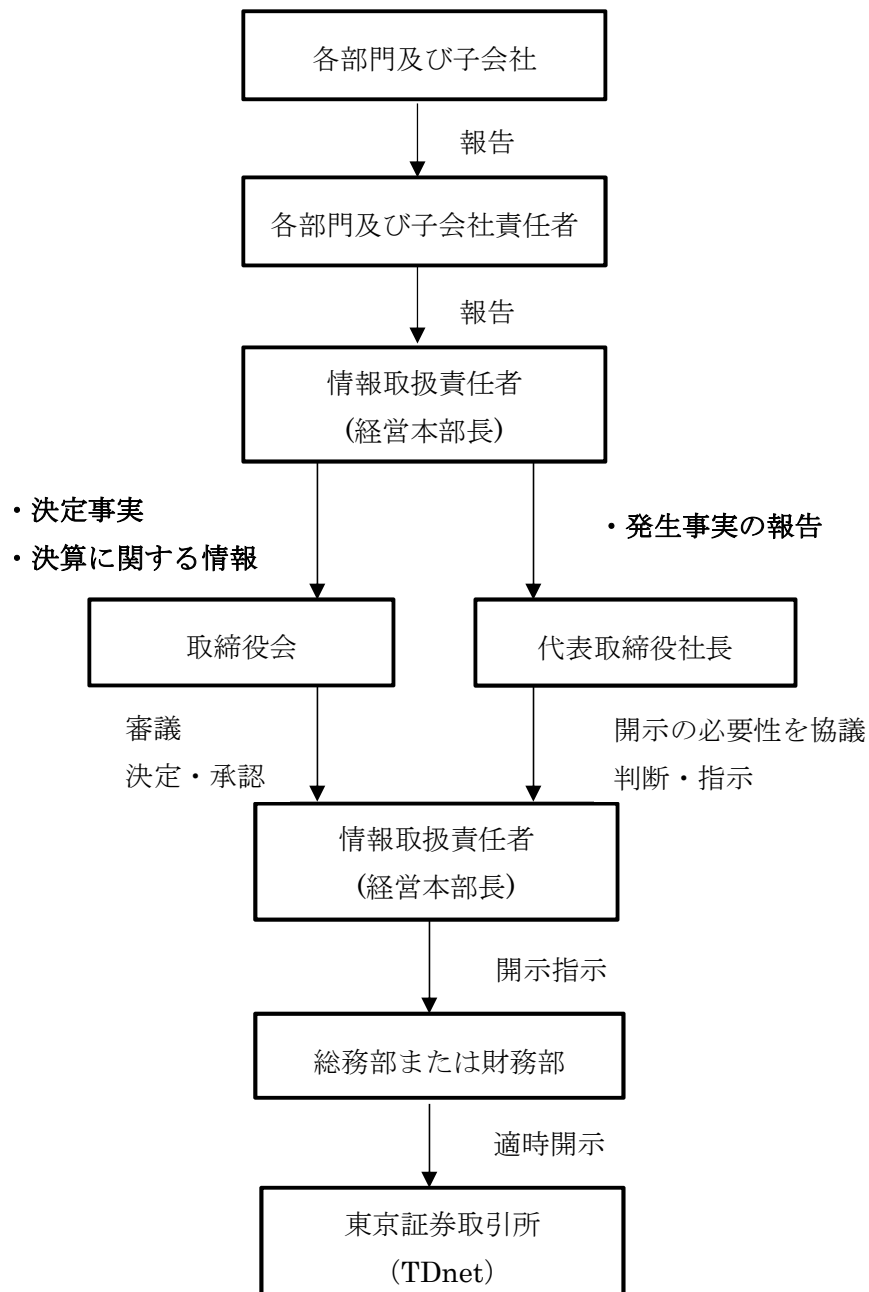 各部門及び子会社
報告
各部門及び子会社責任者
報告
情報取扱責任者
(経営本部長)
・決定事実
・決算に関する情報
・発生事実の報告
取締役会
代表取締役社長
審議
決定・承認
開示の必要性を協議
判断・指示
情報取扱責任者
(経営本部長)
開示指示
総務部または財務部
適時開示
東京証券取引所
（TDnet）